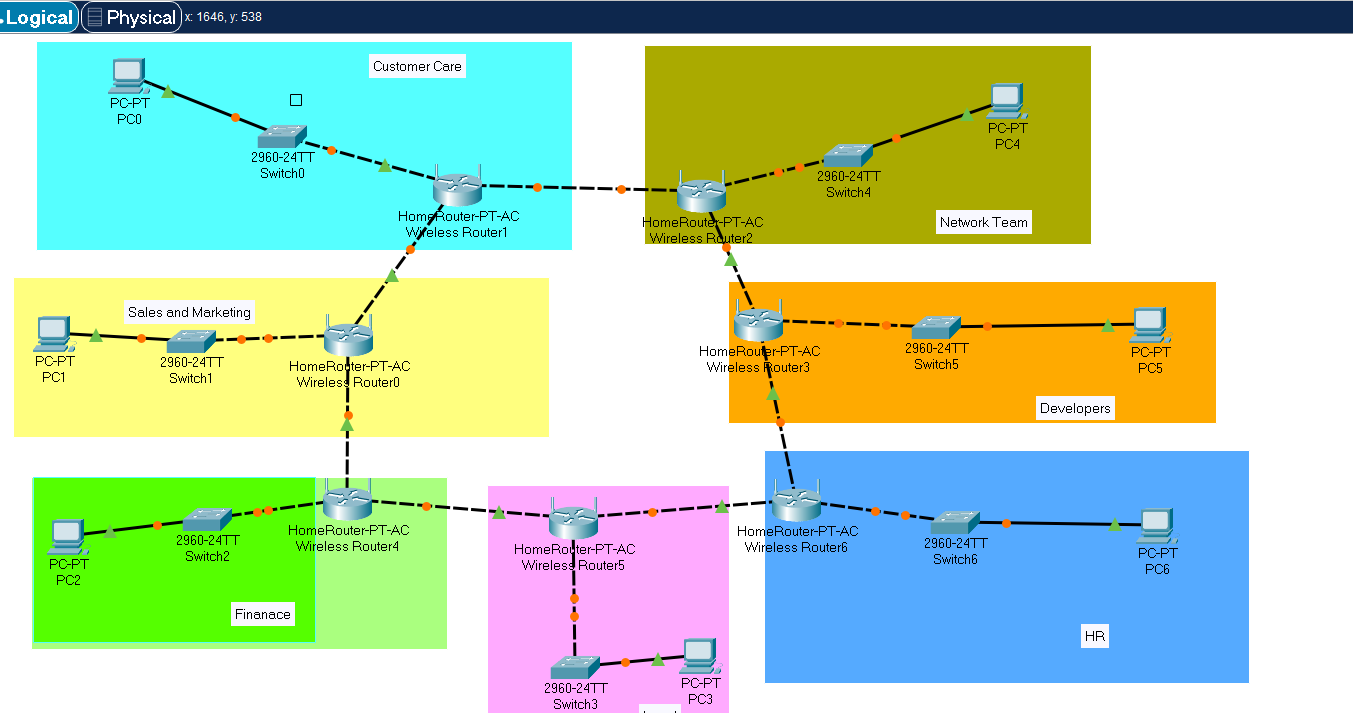 Logical
Physical
x: 1646, y: 538
Customer Care
PC-PT
PC0
2960-24TT
Switch0
HomeRouter-PT-AC
Wireless Router1
PC-PT
PC4
2960-24TT
Switch4
HomeRouter-PT-AC
Wireless Router2
Network Team
Sales and Marketing
PC-PT
PC1
2960-24TT
Switch1
HomeRouter-PT-AC
Wireless Router0
HomeRouter-PT-AC
Wireless Router3
2960-24TT
Switch5
PC-PT
PC5
Developers
PC-PT
PC2
2960-24TT
Switch2
HomeRouter-PT-AC
Wireless Router4
Finanace
HomeRouter-PT-AC
Wireless Router5
2960-24TT
Switch3
PC-PT
PC3
HomeRouter-PT-AC
Wireless Router6
2960-24TT
Switch6
PC-PT
PC6
HR